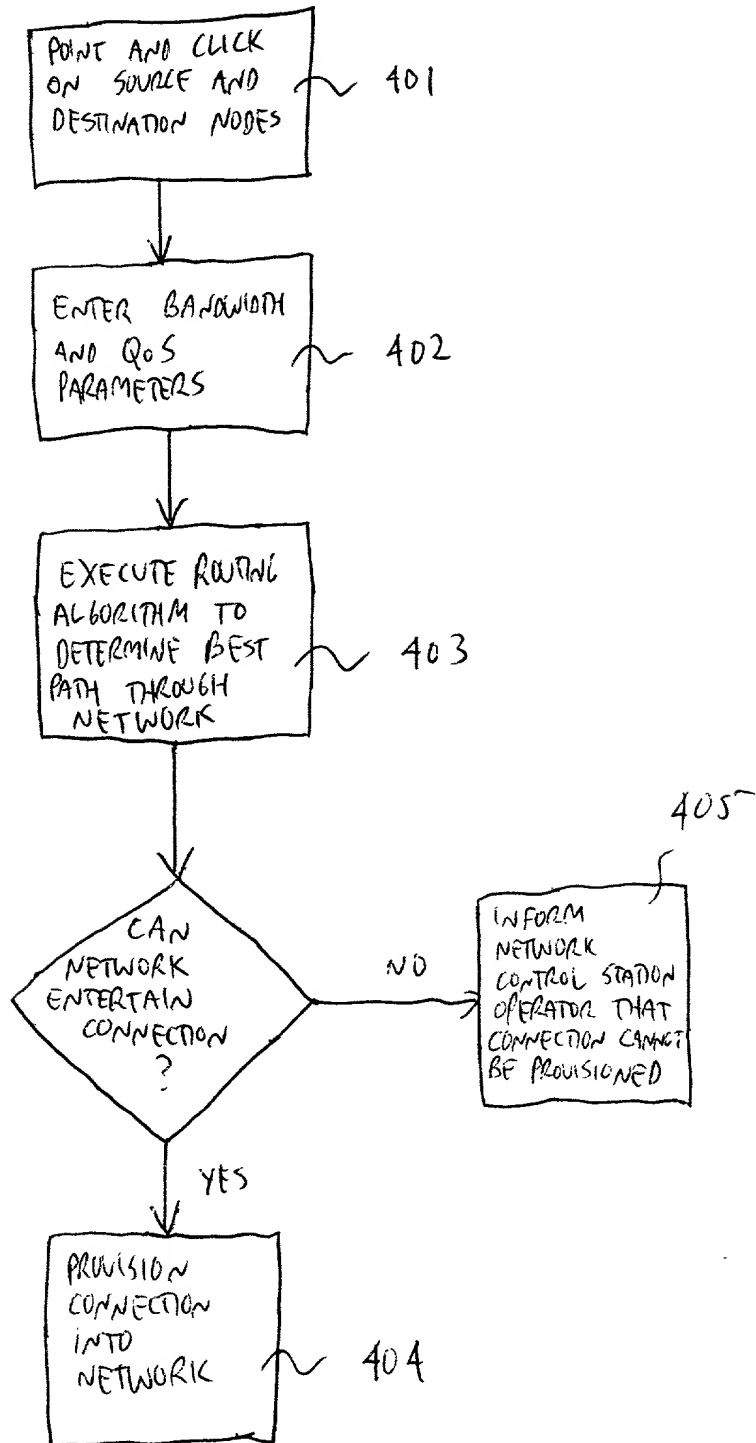 POINT AND CLICK
ON SOURCE AND
DESTINATION NODES
401
ENTER BANDWIDTH
AND QoS
PARAMETERS
402
EXECUTE ROUTING
ALGORITHM TO
DETERMINE BEST
PATH THROUGH
NETWORK
403
CAN
NETWORK
ENTERTAIN
CONNECTION
?
NO
405
INFORM
NETWORK
CONTROL STATION
OPERATOR THAT
CONNECTION CANNOT
BE PROVISIONED
YES
PROVISION
CONNECTION
INTO
NETWORK
404